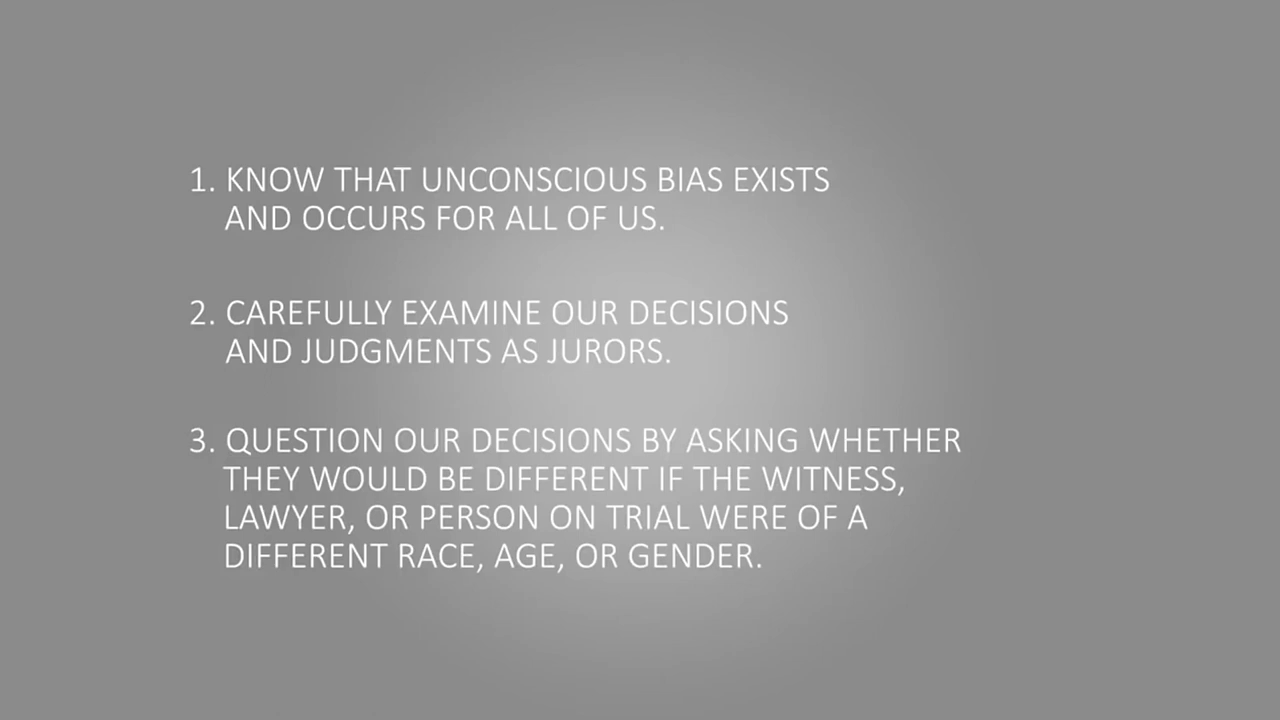 1. KNOW THAT UNCONSCIOUS BIAS EXISTS
AND OCCURS FOR ALL OF US.
2. CAREFULLY EXAMINE OUR DECISIONS
AND JUDGMENTS AS JURORS.
3. QUESTION OUR DECISIONS BY ASKING WHETHER
THEY WOULD BE DIFFERENT IF THE WITNESS,
LAWYER, OR PERSON ON TRIAL WERE OF A
DIFFERENT RACE, AGE, OR GENDER.